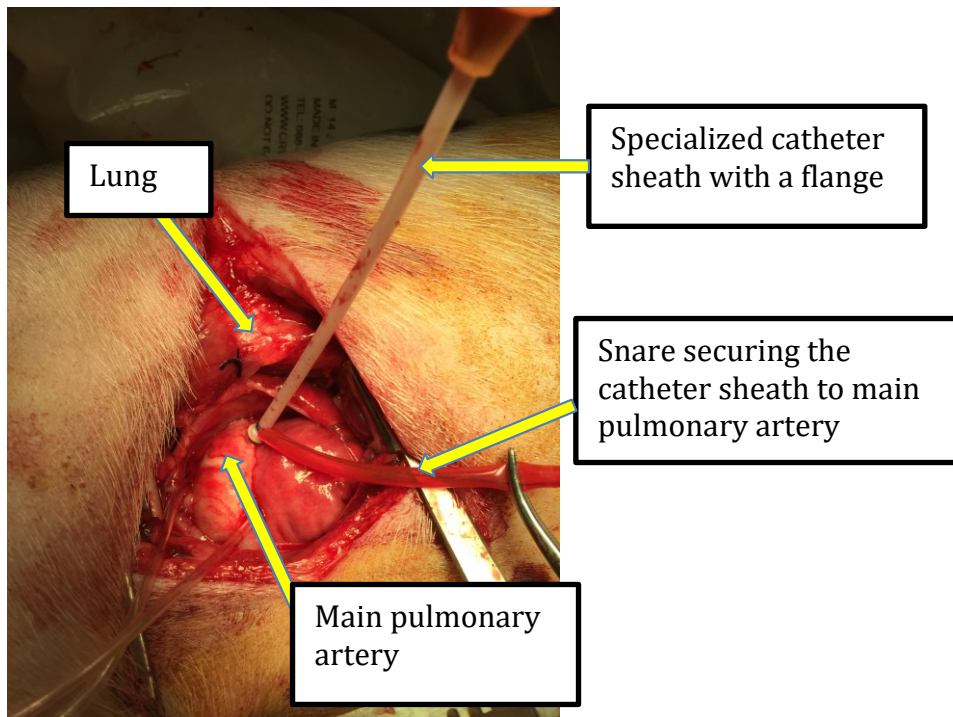 Lung
Specialized catheter
sheath with a flange
Snare securing the
catheter sheath to main
pulmonary artery
Main pulmonary
artery